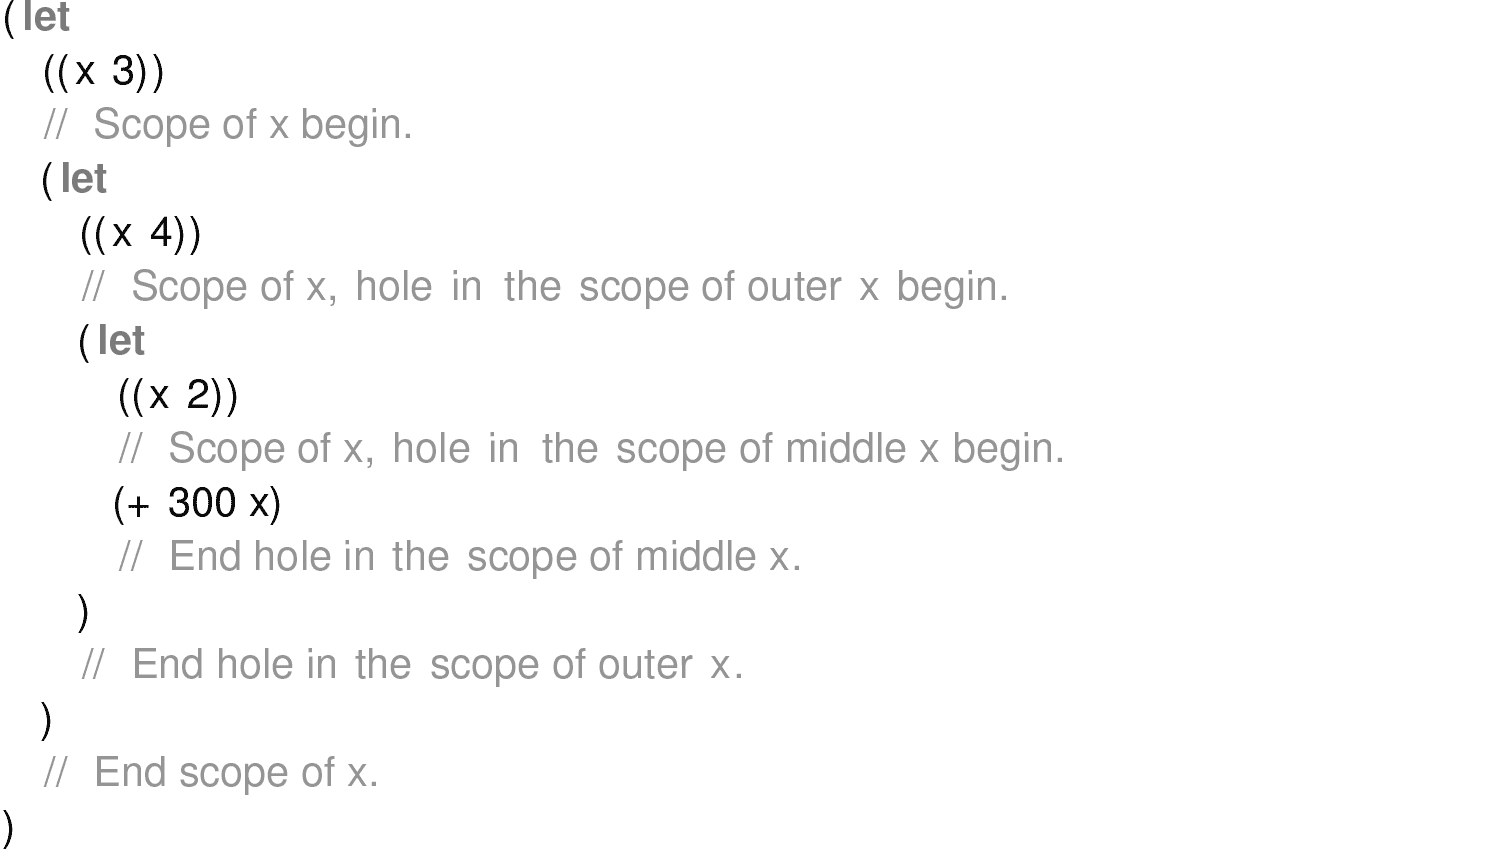 (let
((x 3))
// Scope of x begin.
(let
((x 4))
// Scope of x, hole in the scope of outer x begin.
(let
((x 2))
// Scope of x, hole in the scope of middle x begin.
(+ 300 x)
// End hole in the scope of middle x.
)
// End hole in the scope of outer x.
)
// End scope of x.
)